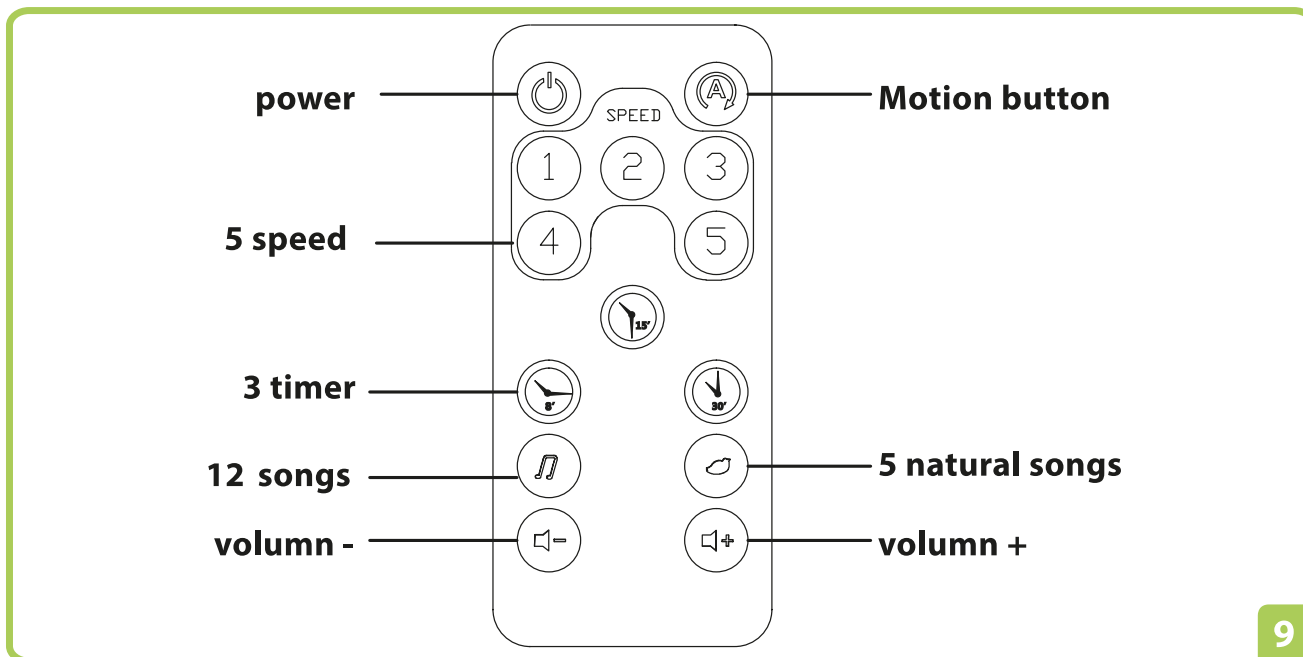 power
A
Motion button
SPEED
1 2 3
5 speed
4 5
15'
3 timer
8' 30'
12 songs
5 natural songs
volumn -
volumn +
9